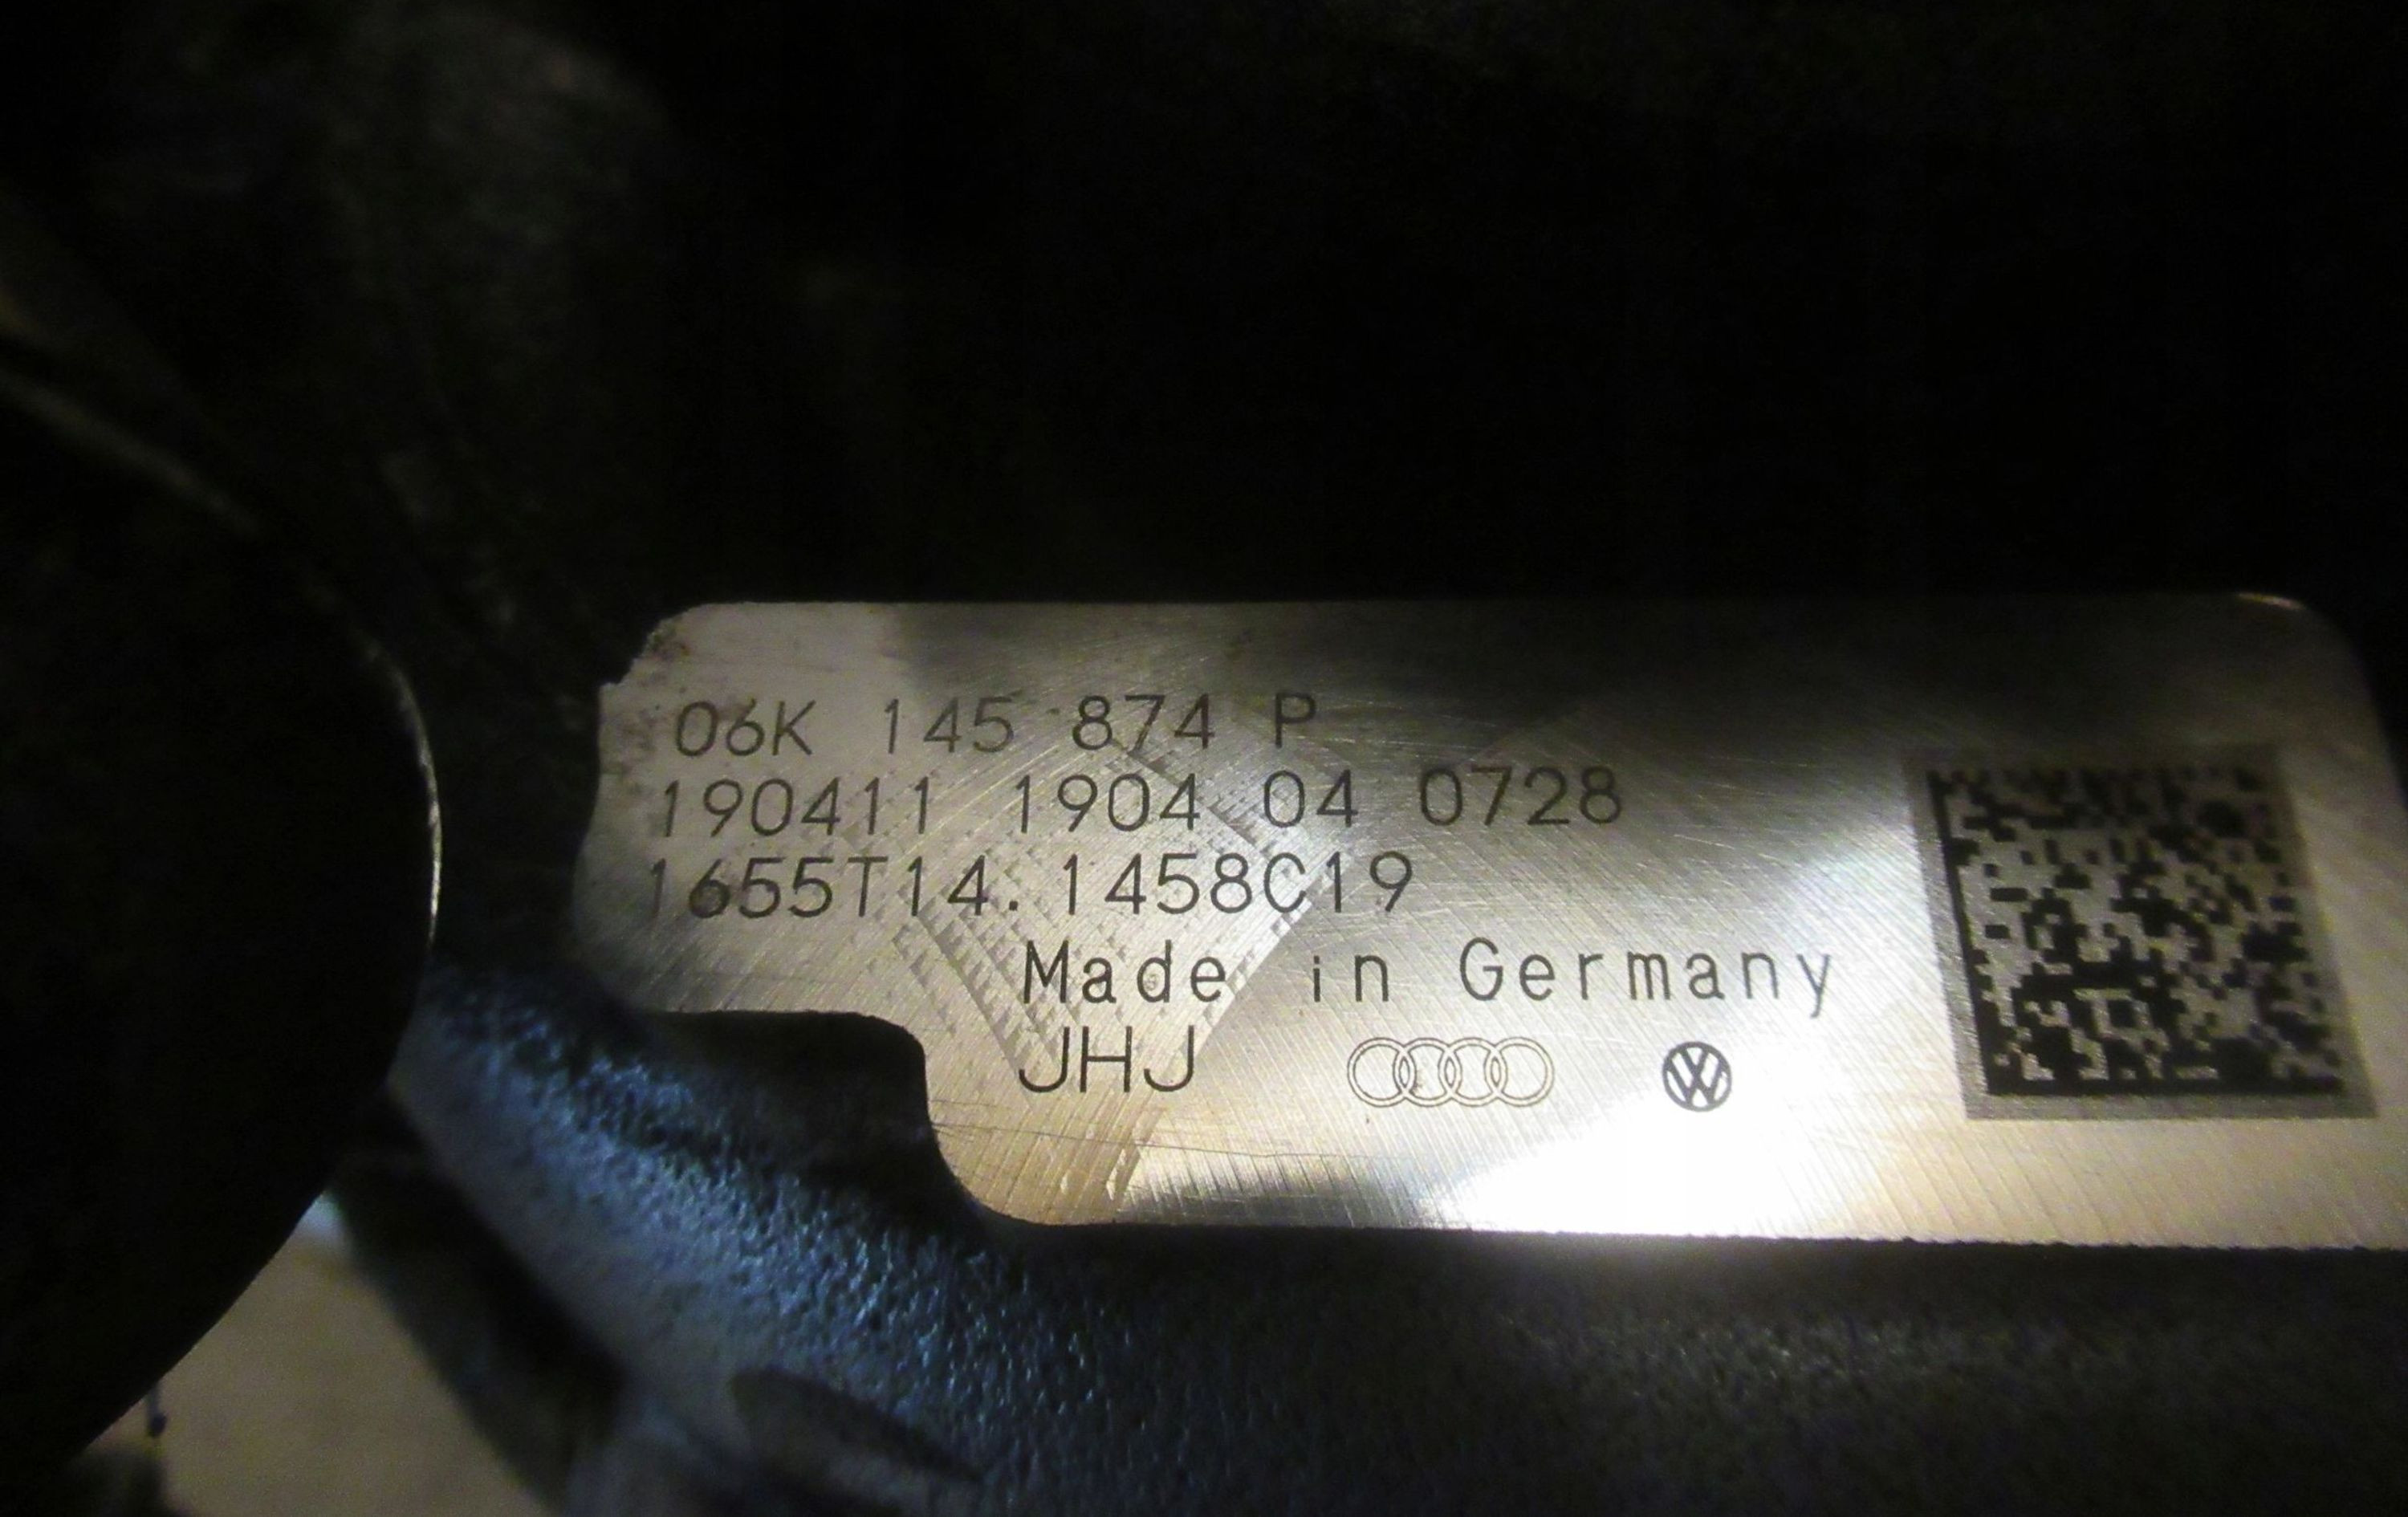 06K 145 874 P
190411 1904 04 0728
1655T14.1458C19
Made in Germany
JHJ